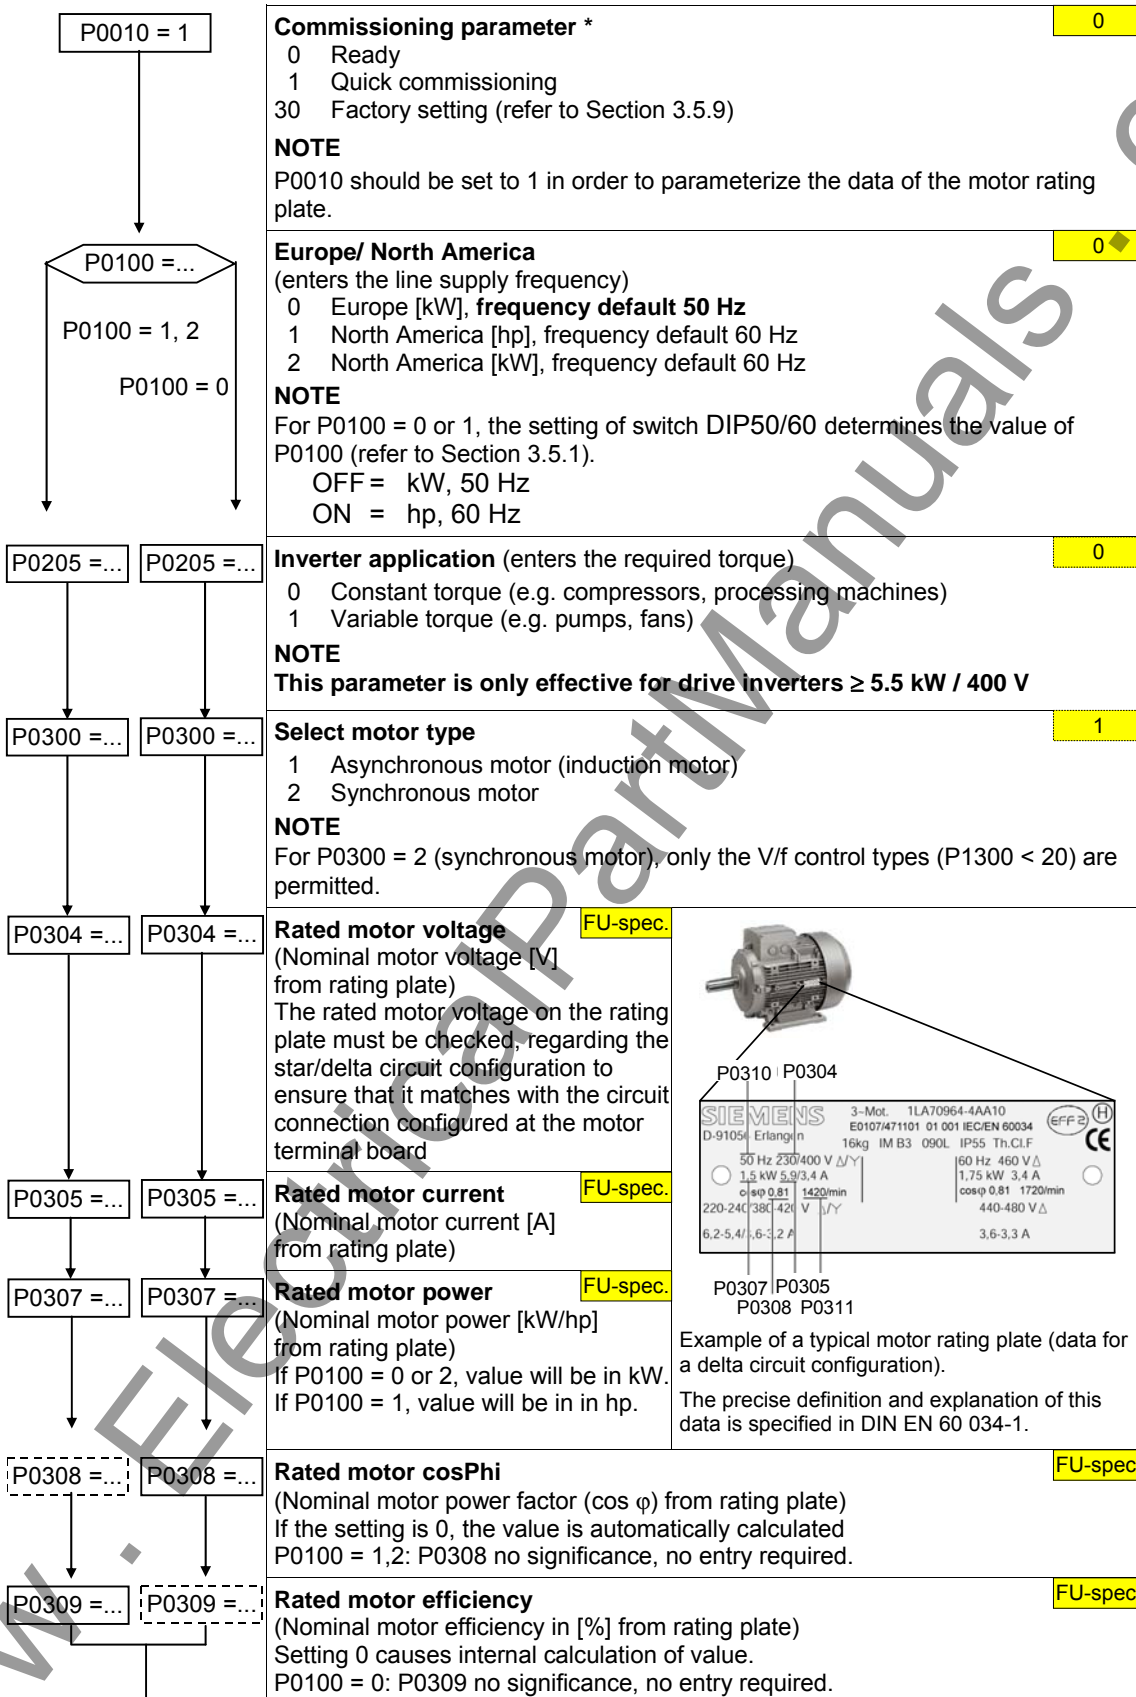 P0010 = 1
Commissioning parameter *
0
0 Ready
1 Quick commissioning
30 Factory setting (refer to Section 3.5.9)
NOTE
P0010 should be set to 1 in order to parameterize the data of the motor rating
plate.
P0100 =...
P0100 = 1, 2
P0100 = 0
Europe/ North America
0
(enters the line supply frequency)
0 Europe [kW], frequency default 50 Hz
1 North America [hp], frequency default 60 Hz
2 North America [kW], frequency default 60 Hz
NOTE
For P0100 = 0 or 1, the setting of switch DIP50/60 determines the value of
P0100 (refer to Section 3.5.1).
OFF = kW, 50 Hz
ON = hp, 60 Hz
P0205 =... P0205 =...
Inverter application (enters the required torque)
0
0 Constant torque (e.g. compressors, processing machines)
1 Variable torque (e.g. pumps, fans)
NOTE
This parameter is only effective for drive inverters ≥ 5.5 kW / 400 V
P0300 =... P0300 =...
Select motor type
1
1 Asynchronous motor (induction motor)
2 Synchronous motor
NOTE
For P0300 = 2 (synchronous motor), only the V/f control types (P1300 < 20) are
permitted.
P0304 =... P0304 =...
Rated motor voltage
FU-spec.
(Nominal motor voltage [V]
from rating plate)
The rated motor voltage on the rating
plate must be checked, regarding the
star/delta circuit configuration to
ensure that it matches with the circuit
connection configured at the motor
terminal board
P0305 =... P0305 =...
Rated motor current
FU-spec.
(Nominal motor current [A]
from rating plate)
P0307 =... P0307 =...
Rated motor power
FU-spec.
(Nominal motor power [kW/hp]
from rating plate)
If P0100 = 0 or 2, value will be in kW.
If P0100 = 1, value will be in in hp.
P0310 P0304
SIEMENS
3~Mot. 1LA70964-4AA10
E0107/471101 01 001 IEC/EN 60034
EFF2
H
CE
D-91056 Erlangen
16kg IM B3 090L IP55 Th.Cl.F
50 Hz 230/400 V Δ/Y
60 Hz 460 V Δ
1,5 kW 5,9/3,4 A
1,75 kW 3,4 A
cosφ 0,81 1420/min
cosφ 0,81 1720/min
220-240/380-420 V Δ/Y
440-480 V Δ
6,2-5,4/3,6-3,2 A
3,6-3,3 A
P0307 P0305
P0308 P0311
Example of a typical motor rating plate (data for
a delta circuit configuration).
The precise definition and explanation of this
data is specified in DIN EN 60 034-1.
P0308 =... P0308 =...
Rated motor cosPhi
FU-spec
(Nominal motor power factor (cos φ) from rating plate)
If the setting is 0, the value is automatically calculated
P0100 = 1,2: P0308 no significance, no entry required.
P0309 =... P0309 =...
Rated motor efficiency
FU-spec
(Nominal motor efficiency in [%] from rating plate)
Setting 0 causes internal calculation of value.
P0100 = 0: P0309 no significance, no entry required.
w . ElectricalPartManuals .